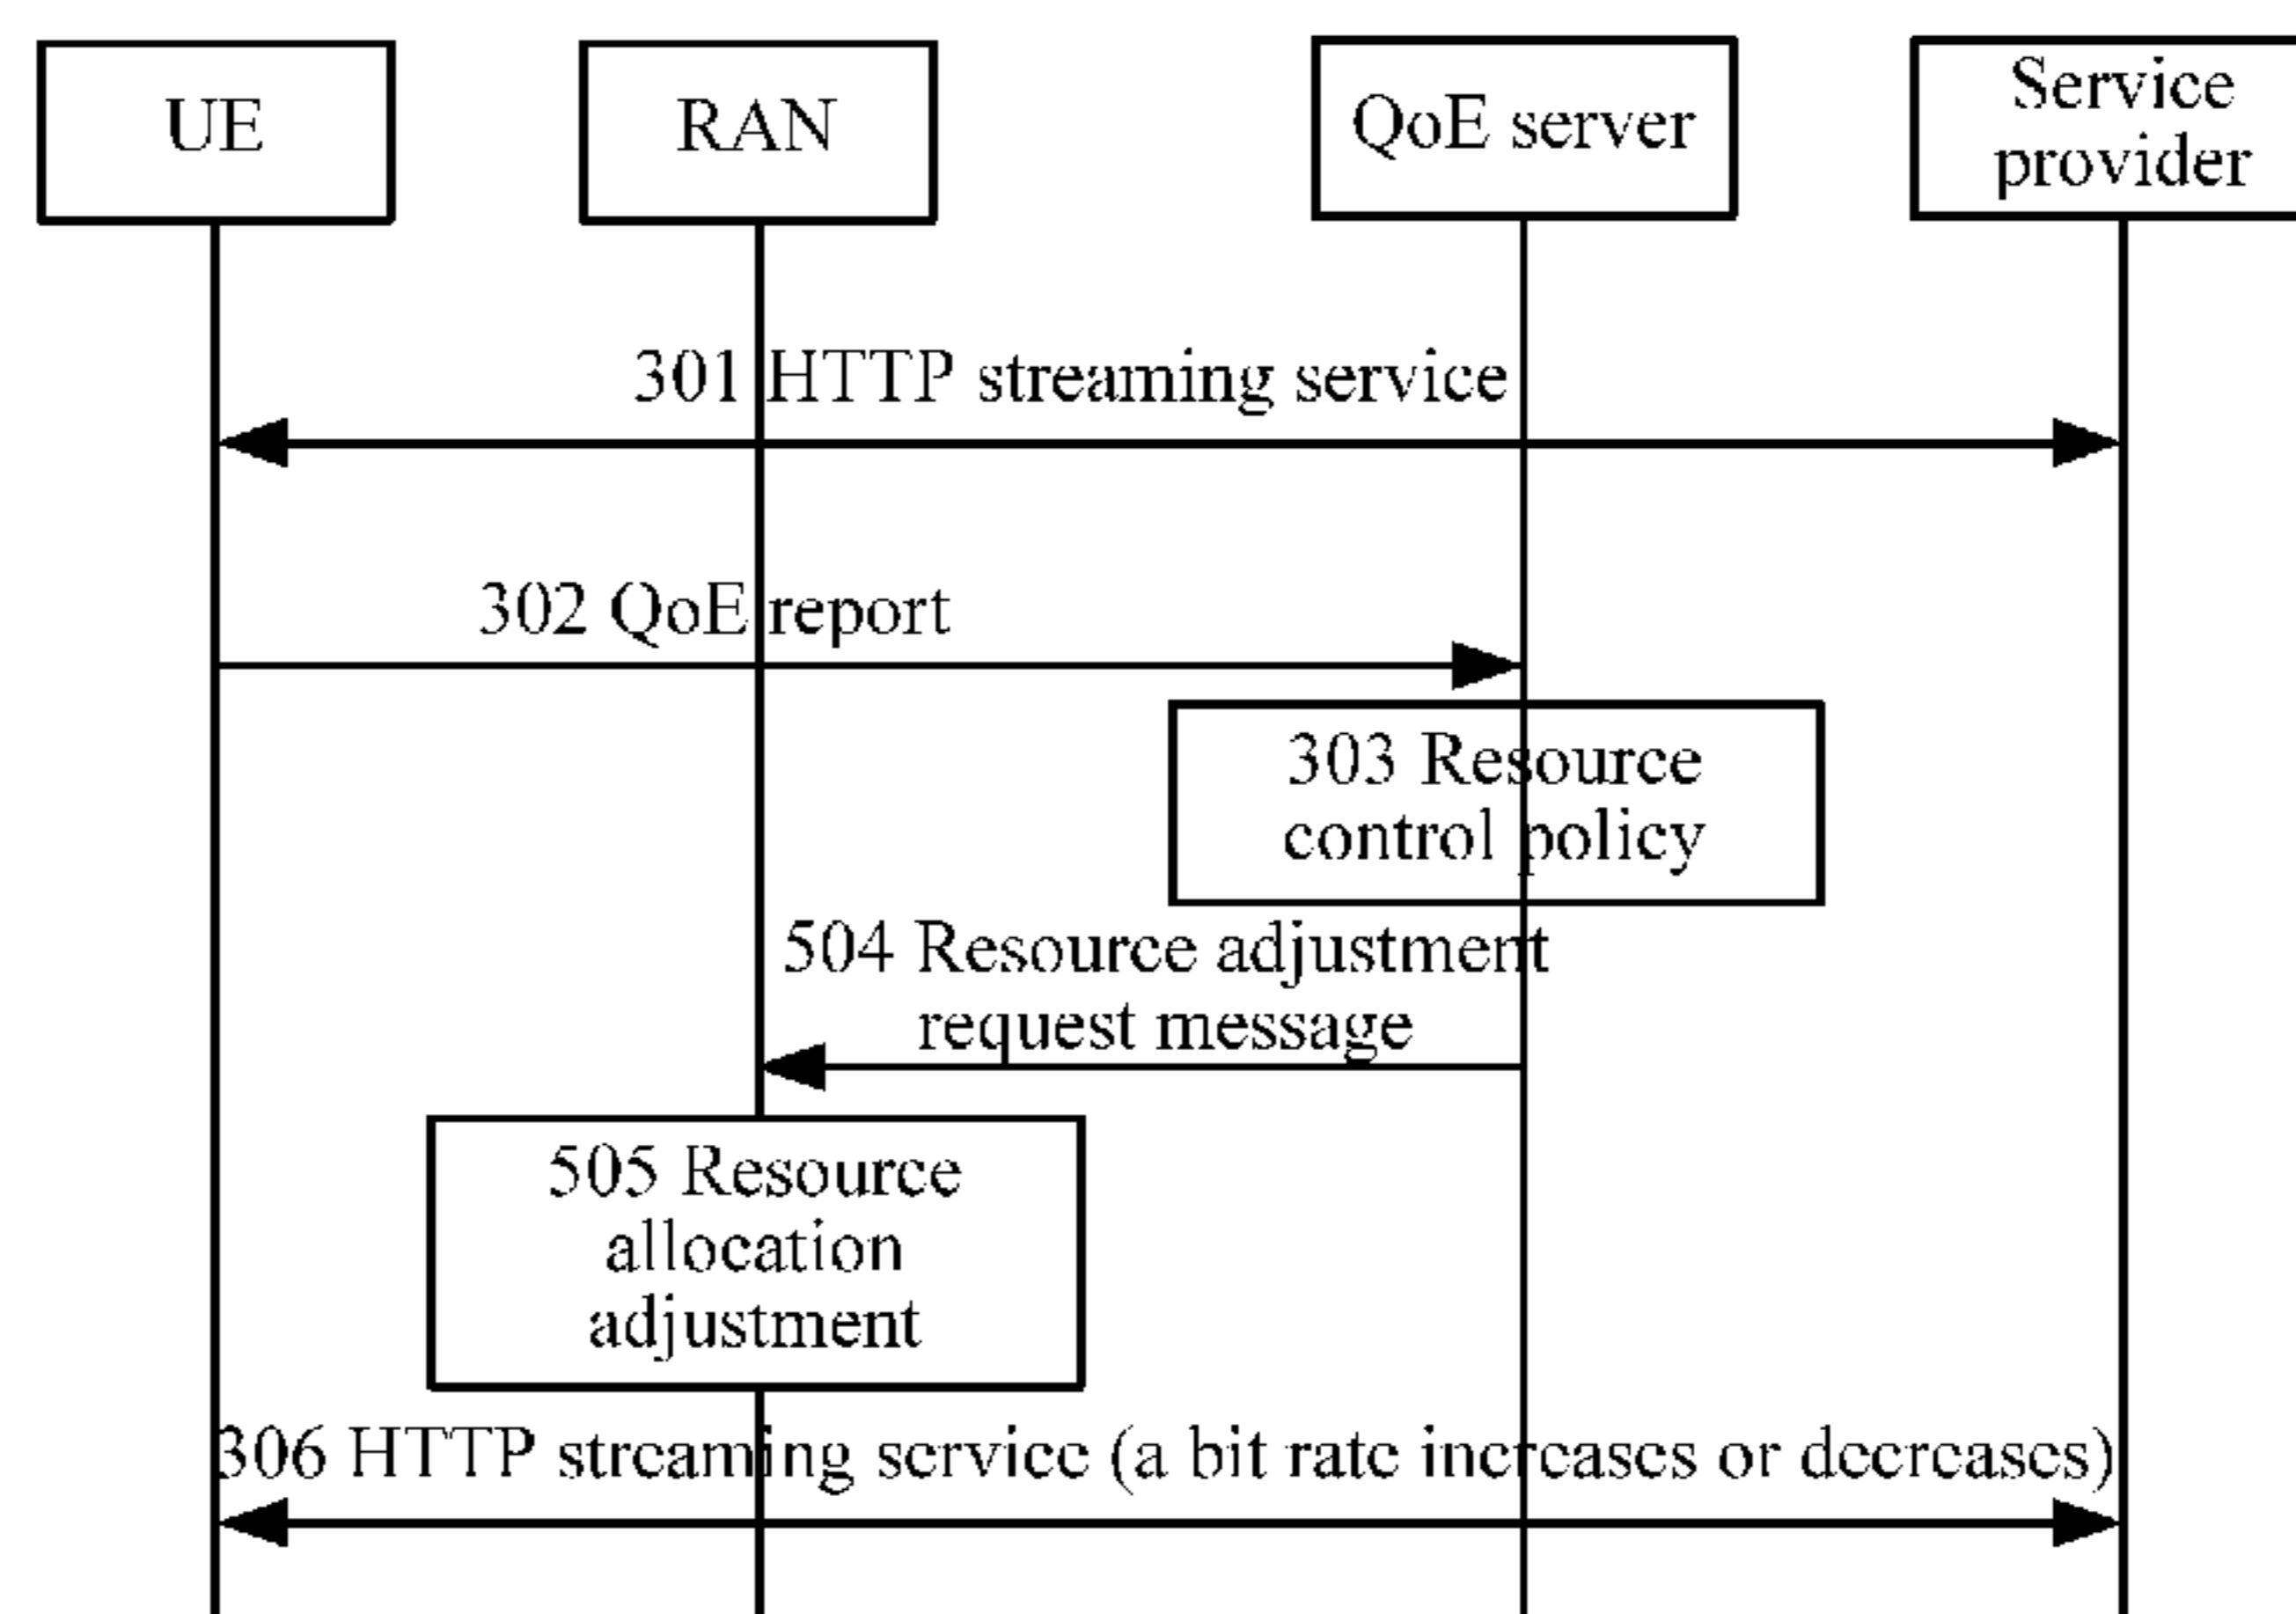 UE
RAN
QoE server
Service
provider
301 HTTP streaming service
302 QoE report
303 Resource
control policy
504 Resource adjustment
request message
505 Resource
allocation
adjustment
306 HTTP streaming service (a bit rate increases or decreases)